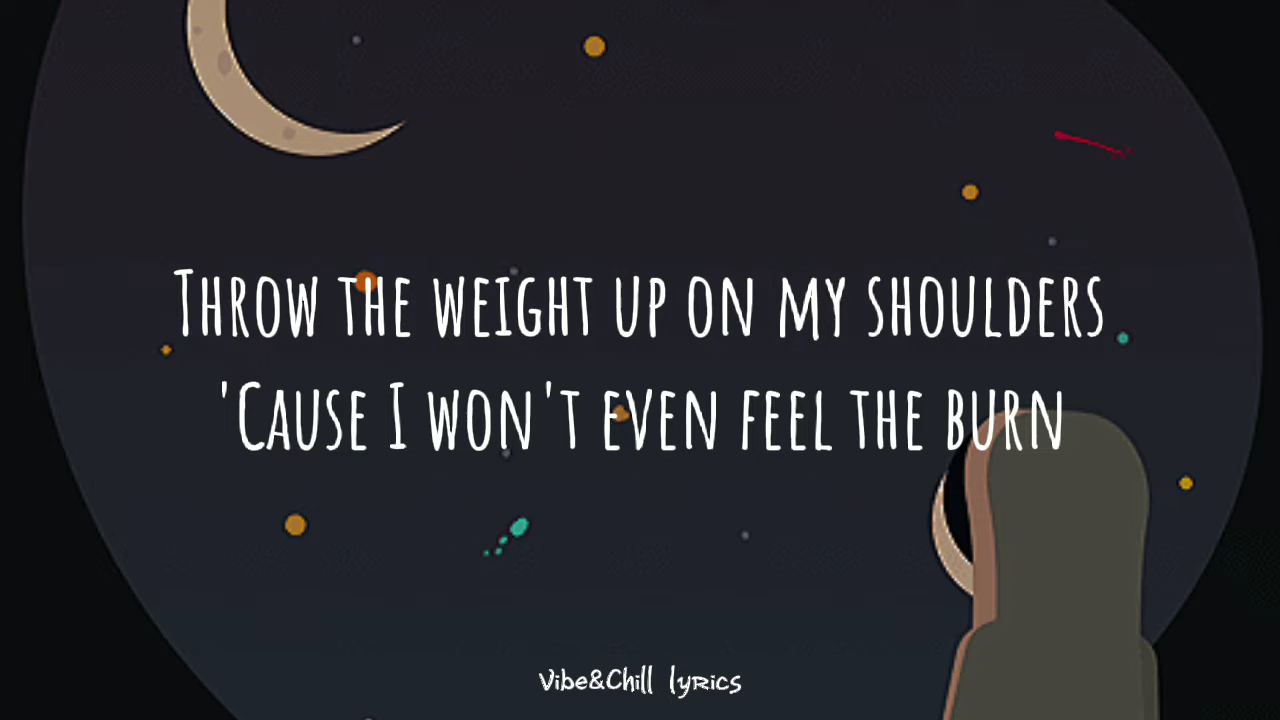 Throw the weight up on my shoulders
'Cause I won't even feel the burn
Vibe&Chill lyrics